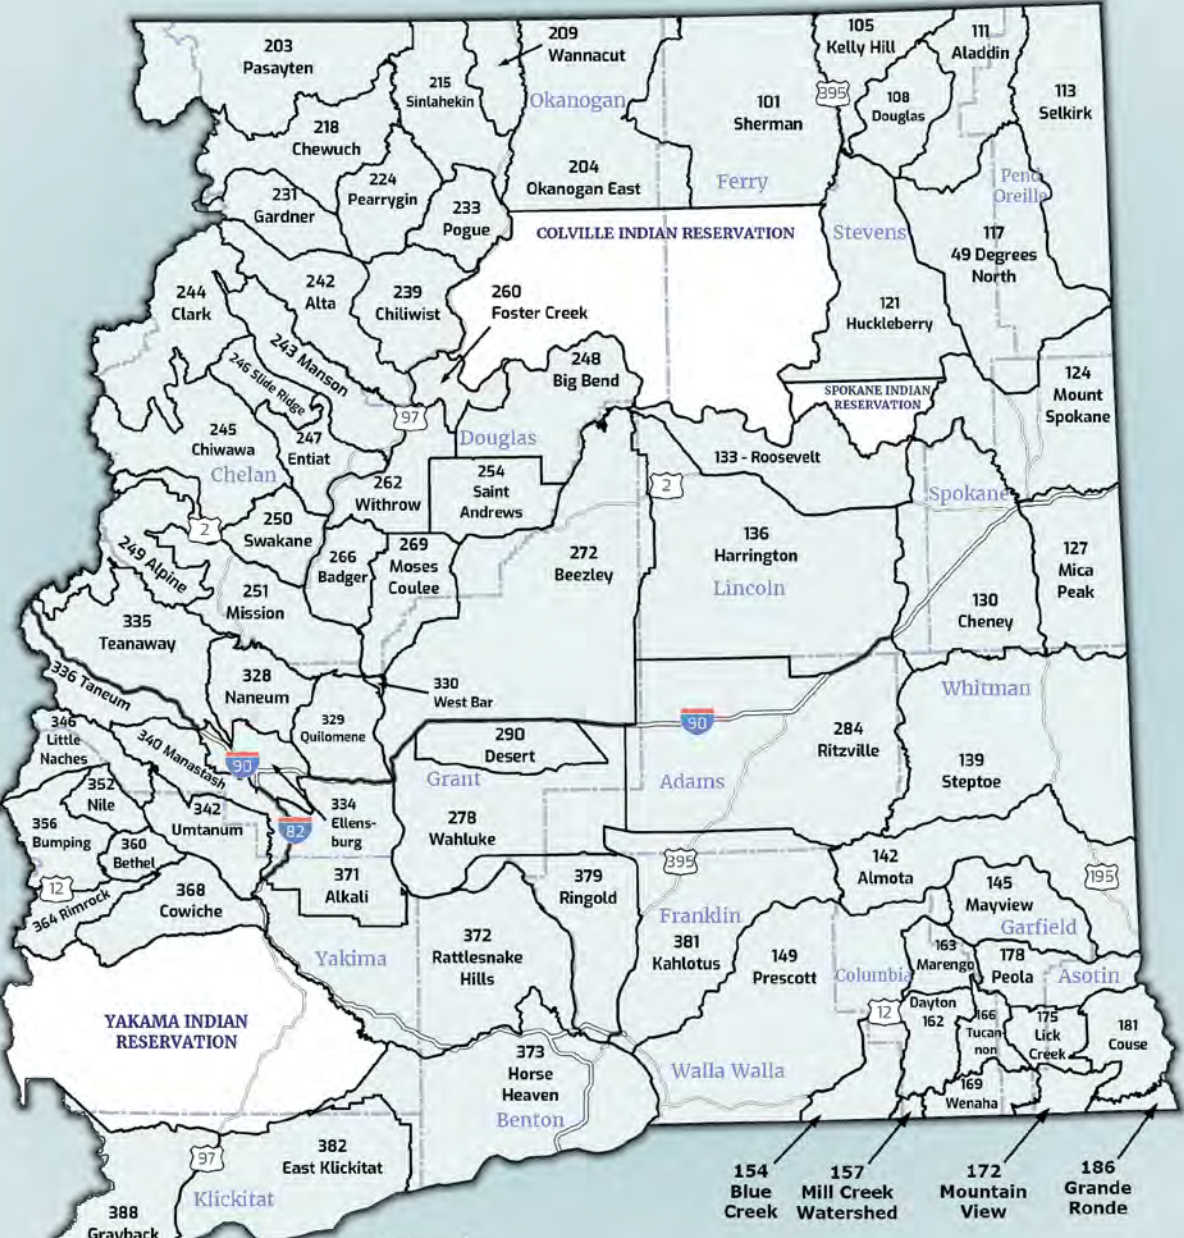 203
Pasayten
209
Wannacut
105
Kelly Hill
111
Aladdin
215
Sinlahekin
Okanogan
101
Sherman
395
108
Douglas
113
Selkirk
218
Chewuch
224
Pearrygin
204
Okanogan East
Ferry
Pend
Oreille
231
Gardner
233
Pogue
COLVILLE INDIAN RESERVATION
Stevens
117
49 Degrees
North
244
Clark
242
Alta
239
Chiliwist
260
Foster Creek
121
Huckleberry
243 Manson
246 Slide Ridge
248
Big Bend
SPOKANE INDIAN
RESERVATION
124
Mount
Spokane
97
245
Chiwawa
247
Entiat
Chelan
Douglas
133 - Roosevelt
262
Withrow
254
Saint
Andrews
2
Spokane
2
250
Swakane
249 Alpine
266
Badger
269
Moses
Coulee
272
Beezley
136
Harrington
Lincoln
127
Mica
Peak
251
Mission
130
Cheney
335
Teanaway
336 Taneum
328
Naneum
330
West Bar
Whitman
346
Little
Naches
340 Manastash
329
Quilomene
90
290
Desert
90
284
Ritzville
139
Steptoe
Grant
Adams
352
Nile
342
Umtanum
82
334
Ellens-
burg
278
Wahluke
356
Bumping
360
Bethel
12
364 Rimrock
368
Cowiche
371
Alkali
379
Ringold
395
142
Almota
195
145
Mayview
Garfield
Franklin
381
Kahlotus
Yakima
372
Rattlesnake
Hills
149
Prescott
Columbia
163
Marengo
178
Peola
Asotin
YAKAMA INDIAN
RESERVATION
12
Dayton
162
166
Tucan-
non
175
Lick
Creek
181
Couse
373
Horse
Heaven
Benton
Walla Walla
169
Wenaha
97
382
East Klickitat
Klickitat
388
Grayback
154
Blue
Creek
157
Mill Creek
Watershed
172
Mountain
View
186
Grande
Ronde